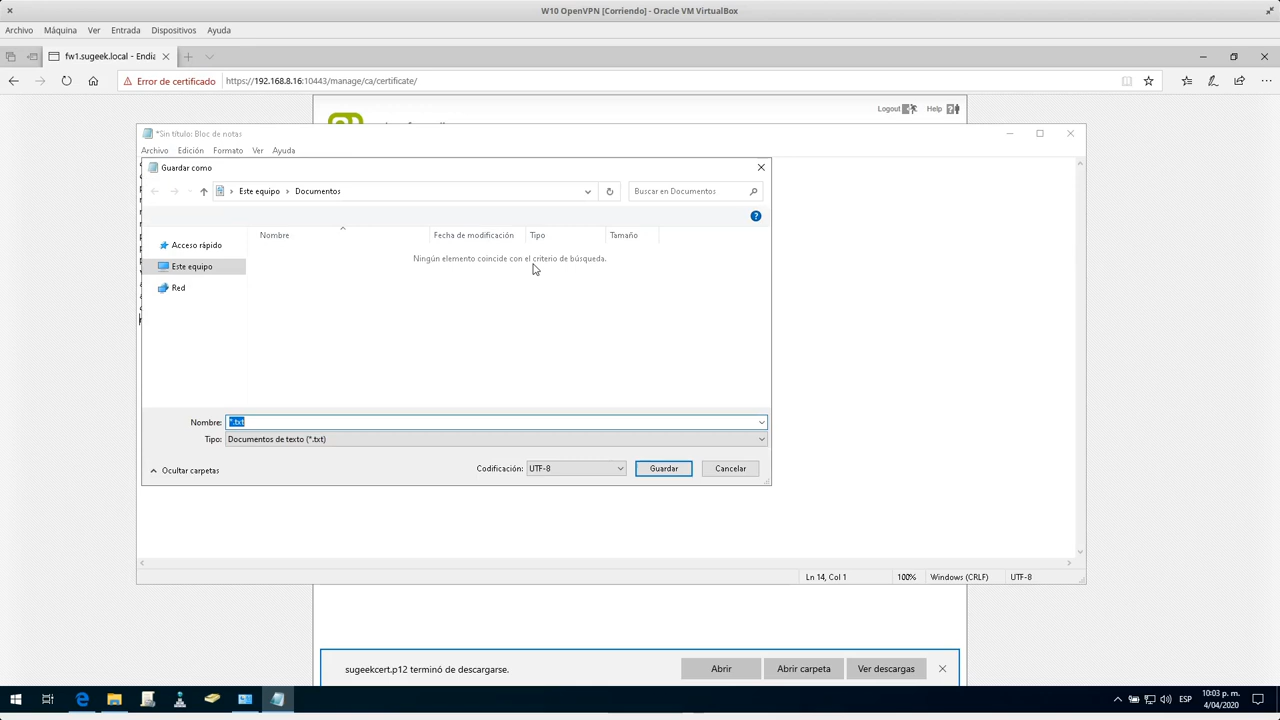 W10 OpenVPN [Corriendo] - Oracle VM VirtualBox
Archivo Máquina Ver Entrada Dispositivos Ayuda
fw1.sugeek.local - Endia
Error de certificado https://192.168.8.16:10443/manage/ca/certificate/
Logout Help
*Sin título: Bloc de notas
Archivo Edición Formato Ver Ayuda
Guardar como
Este equipo Documentos
Buscar en Documentos
Nombre Fecha de modificación Tipo Tamaño
Acceso rápido
Ningún elemento coincide con el criterio de búsqueda.
Este equipo
Red
Nombre: *.txt
Tipo: Documentos de texto (*.txt)
Ocultar carpetas
Codificación: UTF-8
Guardar
Cancelar
Ln 14, Col 1 100% Windows (CRLF) UTF-8
sugeekcert.p12 terminó de descargarse.
Abrir
Abrir carpeta
Ver descargas
ESP
10:03 p. m.
4/04/2020